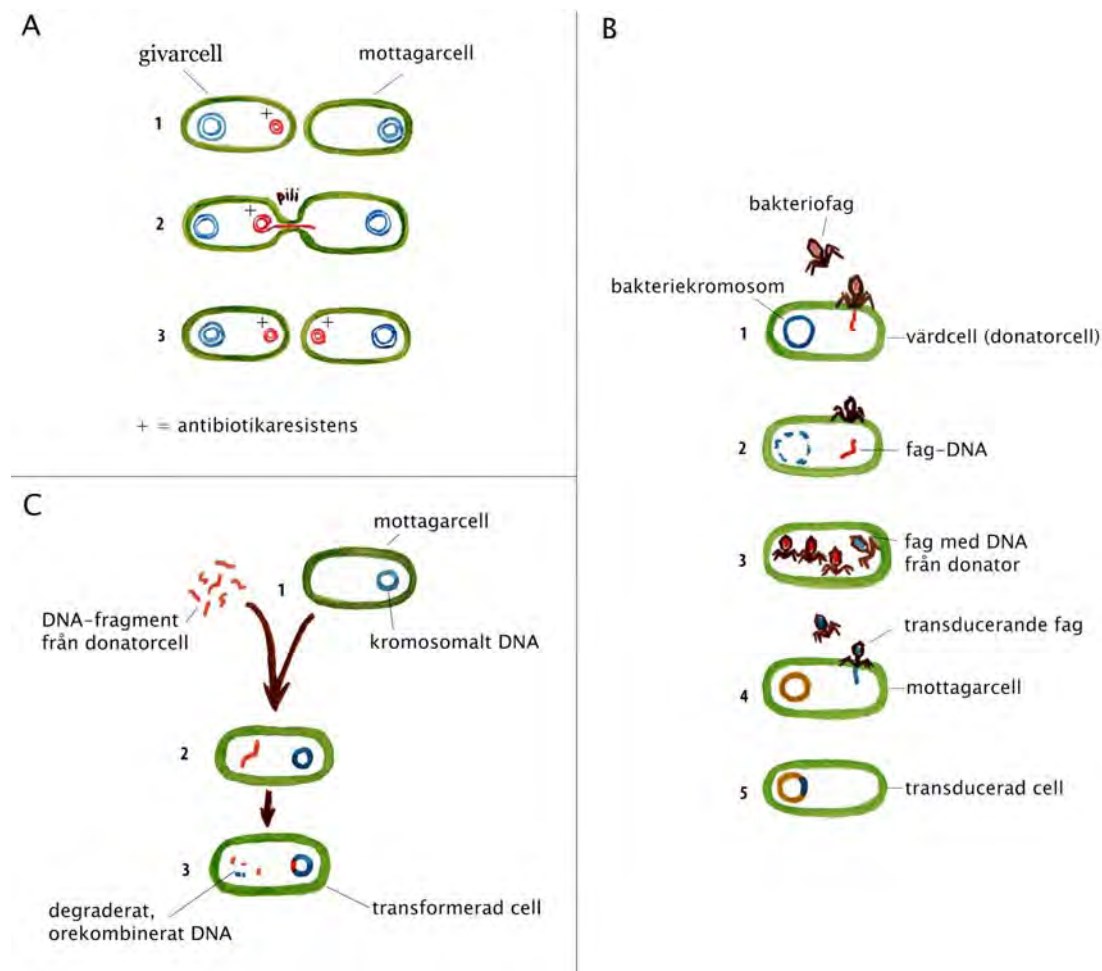 A
givarcell
mottagarcell
+
1
pili
+
2
+
+
3
+ = antibiotikaresistens
B
bakteriofag
bakteriekromosom
1
värdcell (donatorcell)
2
fag-DNA
3
fag med DNA
från donator
transducerande fag
4
mottagarcell
5
transducerad cell
C
mottagarcell
1
DNA-fragment
från donatorcell
kromosomalt DNA
2
3
degraderat,
orekombinerat DNA
transformerad cell